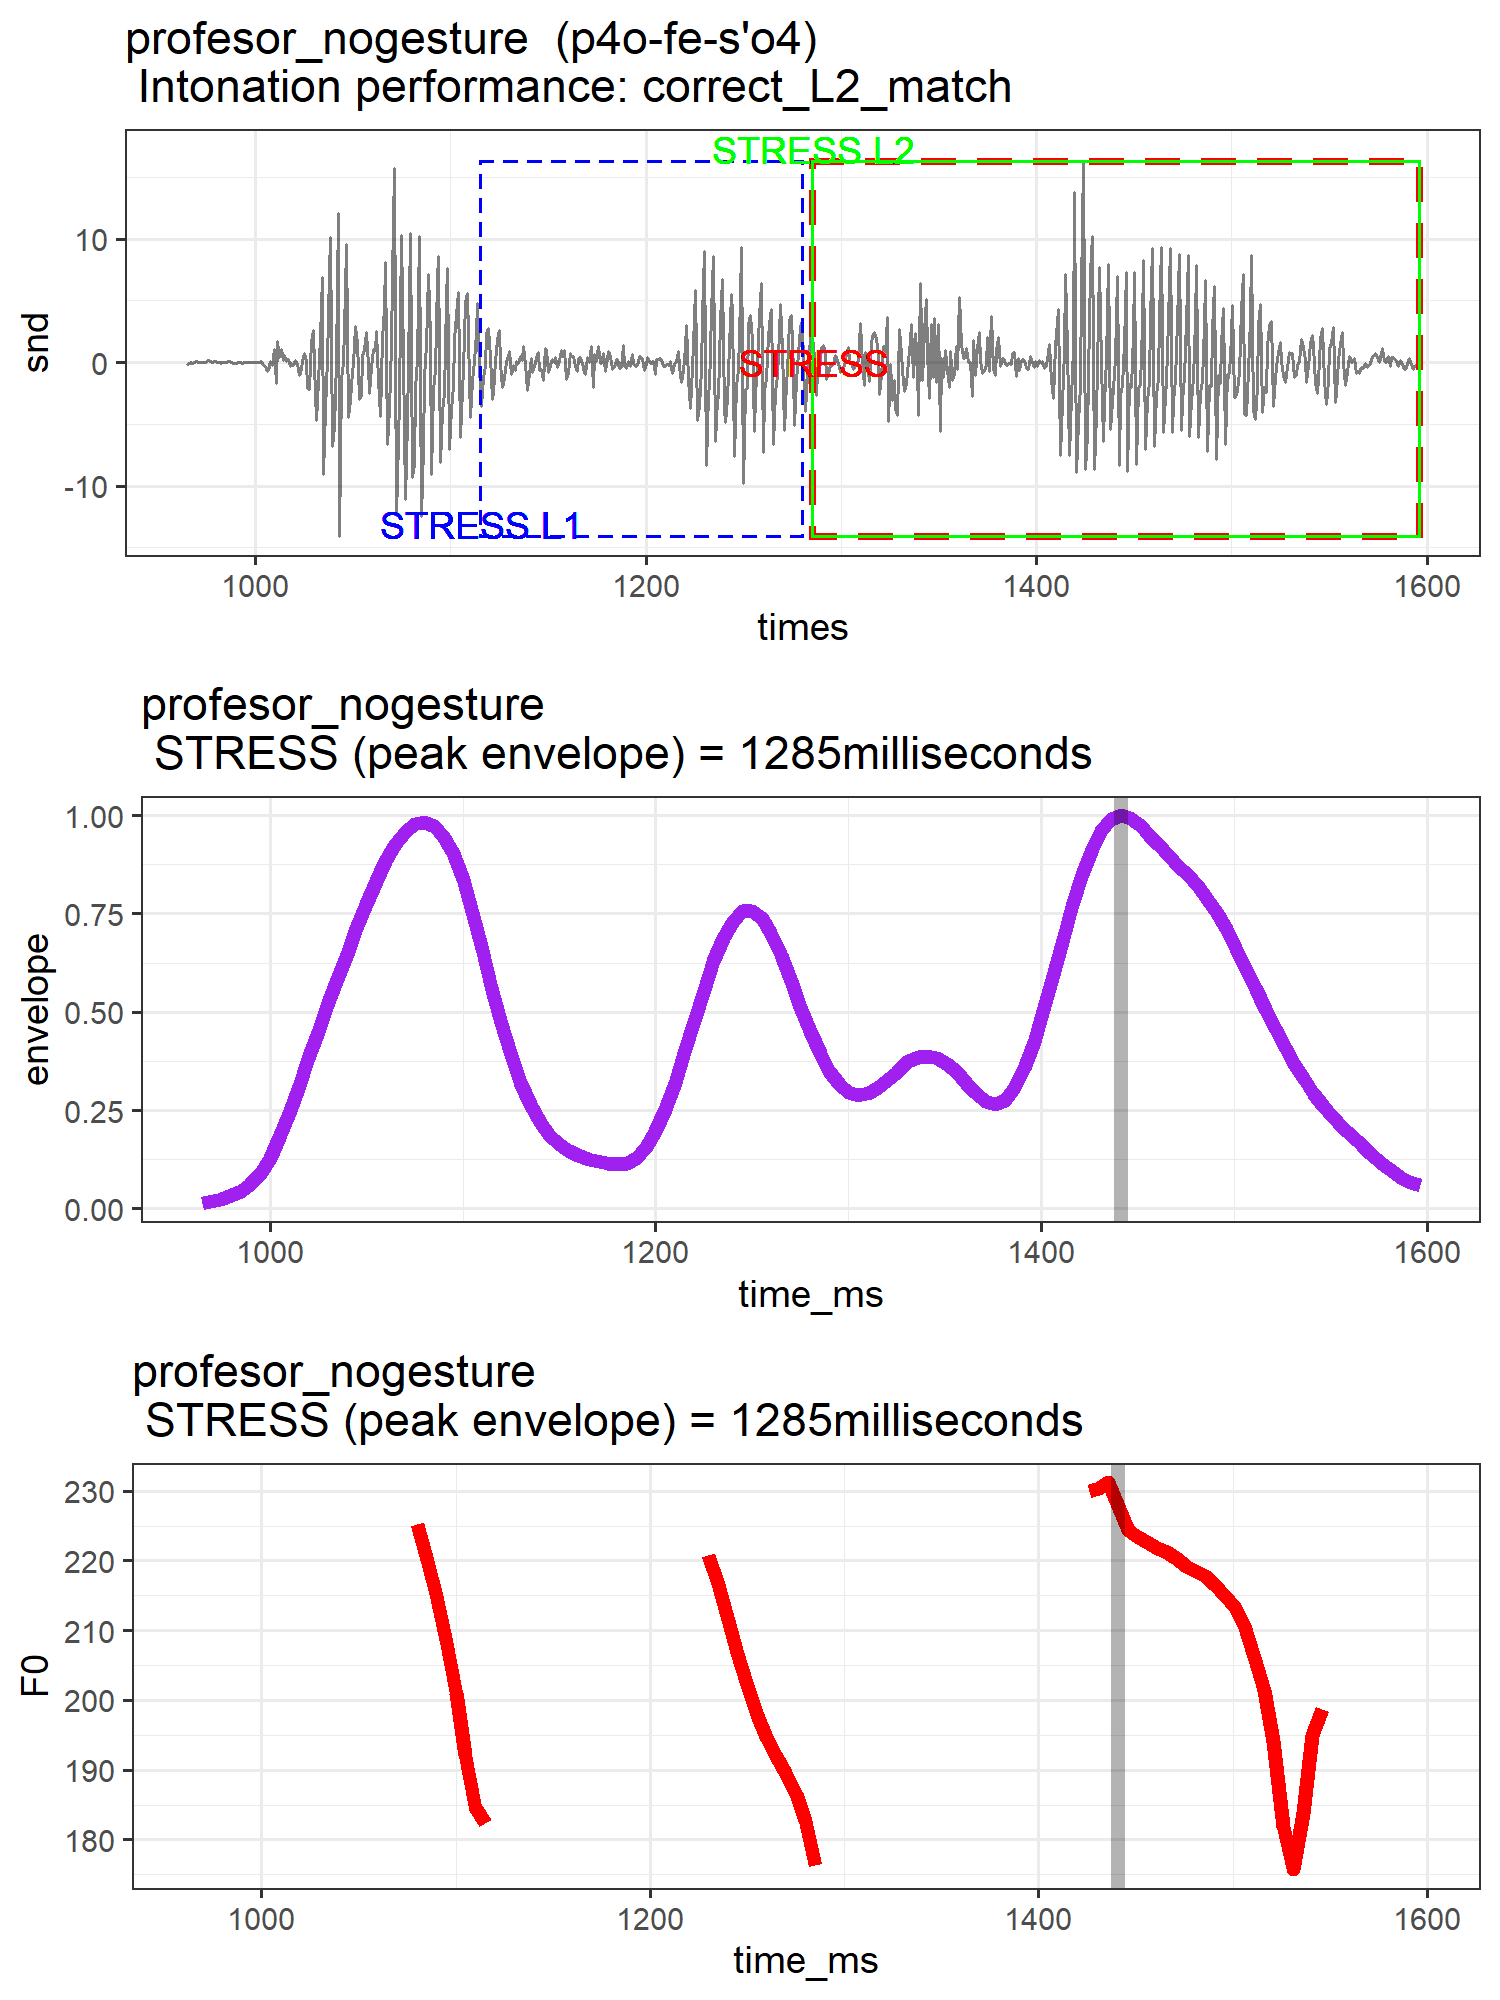 profesor_nogesture  (p4o-fe-s'o4)
Intonation performance: correct_L2_match
STRESS L2
10
0
-10
snd
STRESS
STRESS L1
1000 1200 1400 1600
times
profesor_nogesture
STRESS (peak envelope) = 1285milliseconds
1.00
0.75
0.50
0.25
0.00
envelope
1000 1200 1400 1600
time_ms
profesor_nogesture
STRESS (peak envelope) = 1285milliseconds
230
220
210
200
190
180
F0
1000 1200 1400 1600
time_ms